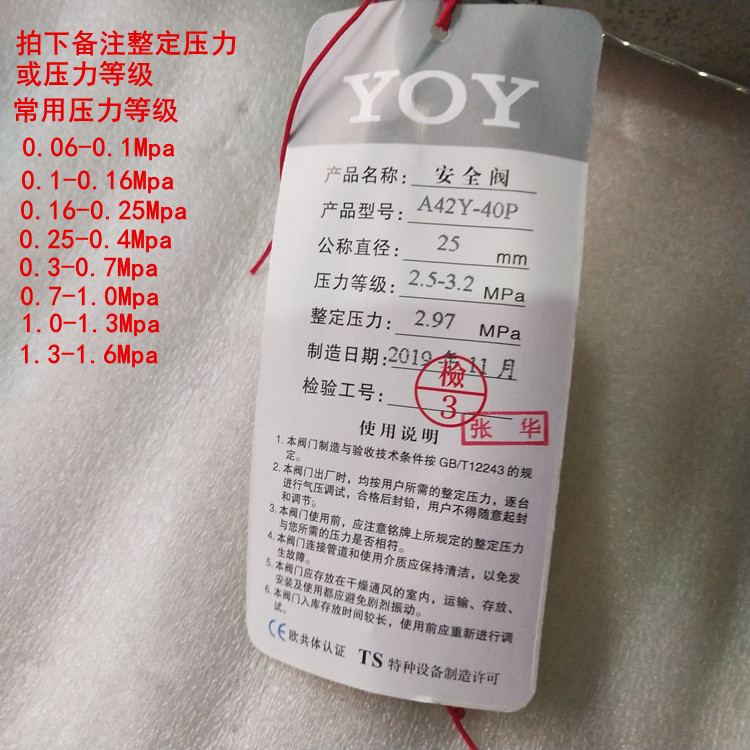 拍下备注整定压力
或压力等级
常用压力等级
0.06-0.1Mpa
0.1-0.16Mpa
0.16-0.25Mpa
0.25-0.4Mpa
0.3-0.7Mpa
0.7-1.0Mpa
1.0-1.3Mpa
1.3-1.6Mpa
YOY
产品名称: 安全阀
产品型号: A42Y-40P
公称直径: 25 mm
压力等级: 2.5-3.2 MPa
整定压力: 2.97 MPa
制造日期: 2019年11月
检验工号:
檢
3
张 华
使用说明
1. 本阀门制造与验收技术条件按 GB/T12243 的规
定。
2. 本阀门出厂时，均按用户所需的整定压力，逐台
进行气压调试，合格后封铅，用户不得随意起封
和调节。
3. 本阀门使用前，应注意铭牌上所规定的整定压力
与您所需的压力是否相符。
4. 本阀门连接管道和使用介质应保持清洁，以免发
生故障。
5. 本阀门应存放在干燥通风的室内，运输、存放、
安装及使用都应避免剧烈振动。
6. 本阀门入库存放时间较长，使用前应重新进行调
试。
CE 欧共体认证 TS 特种设备制造许可